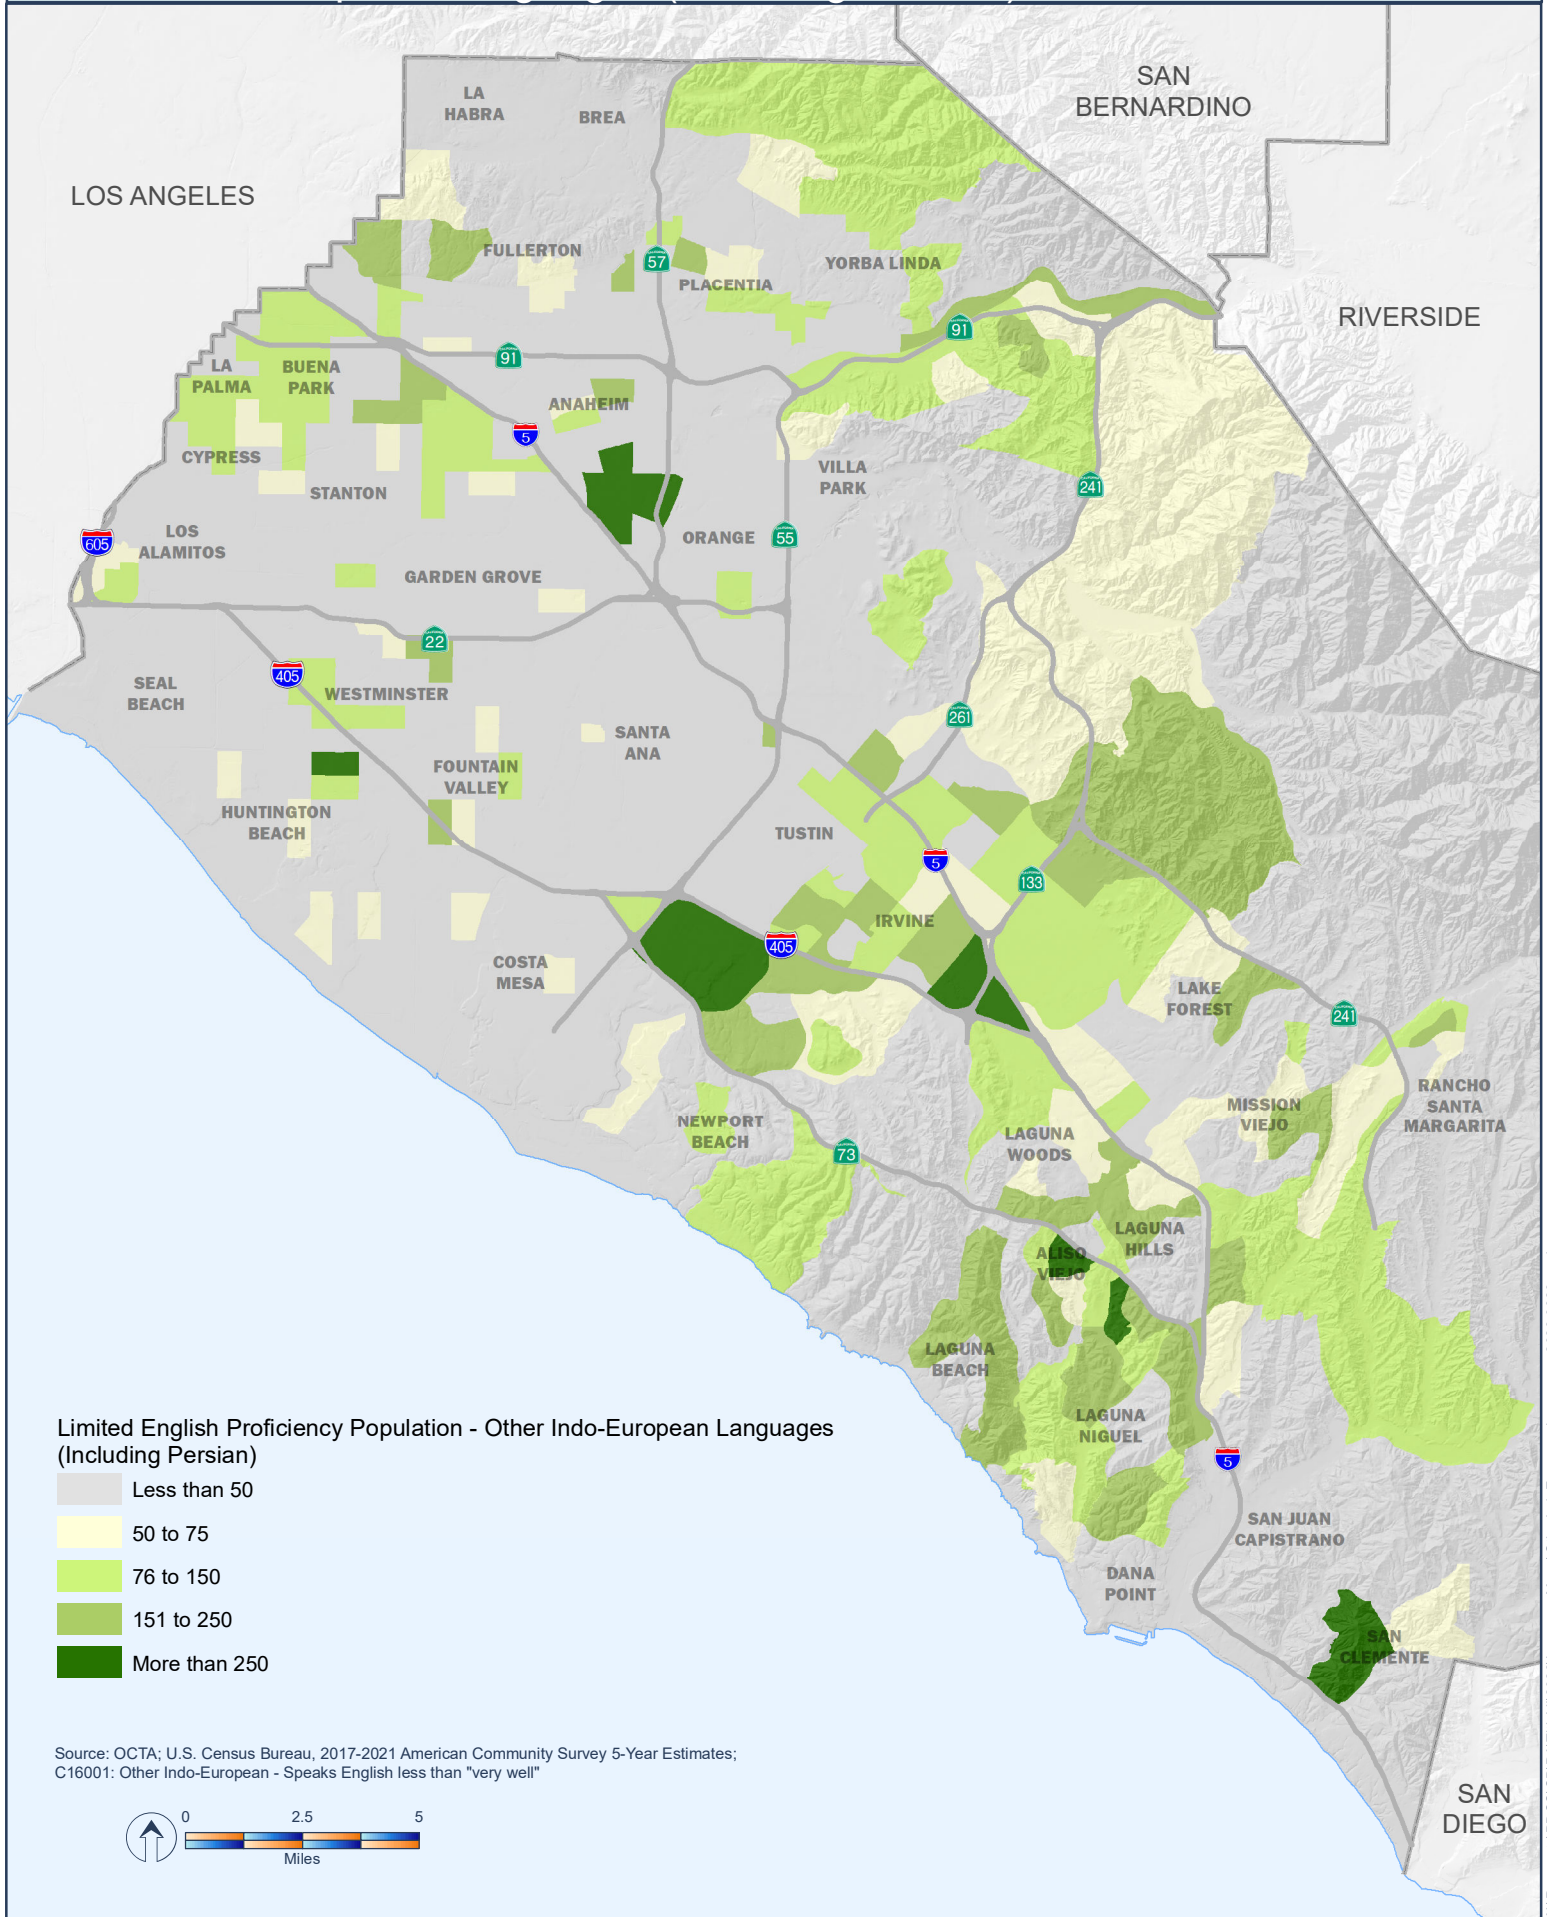 SAN
BERNARDINO
LA
HABRA
BREA
LOS ANGELES
FULLERTON
57
PLACENTIA
YORBA LINDA
RIVERSIDE
91
91
LA
PALMA
BUENA
PARK
ANAHEIM
5
CYPRESS
STANTON
VILLA
PARK
241
LOS
ALAMITOS
605
ORANGE
55
GARDEN GROVE
22
405
SEAL
BEACH
WESTMINSTER
261
SANTA
ANA
FOUNTAIN
VALLEY
HUNTINGTON
BEACH
TUSTIN
5
133
IRVINE
405
COSTA
MESA
LAKE
FOREST
241
RANCHO
SANTA
MARGARITA
MISSION
VIEJO
NEWPORT
BEACH
73
LAGUNA
WOODS
LAGUNA
HILLS
ALISO
VIEJO
LAGUNA
BEACH
LAGUNA
NIGUEL
5
SAN JUAN
CAPISTRANO
DANA
POINT
SAN
CLEMENTE
SAN
DIEGO
Limited English Proficiency Population - Other Indo-European Languages
(Including Persian)
Less than 50
50 to 75
76 to 150
151 to 250
More than 250
Source: OCTA; U.S. Census Bureau, 2017-2021 American Community Survey 5-Year Estimates;
C16001: Other Indo-European - Speaks English less than "very well"
0 2.5 5
Miles